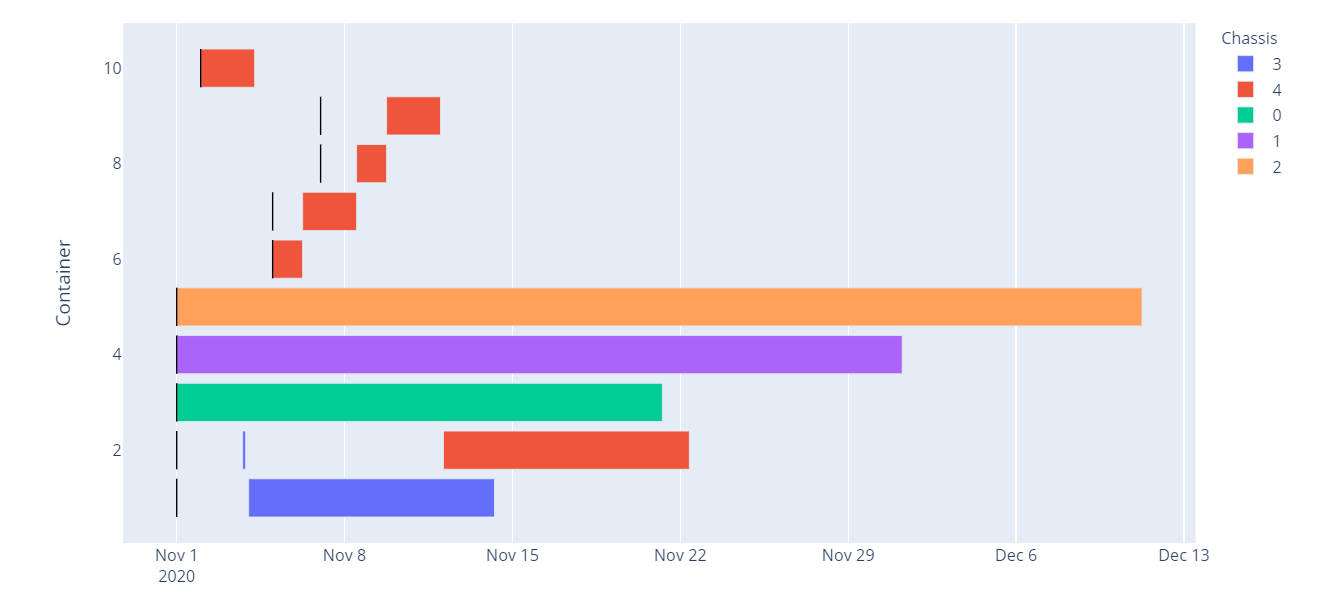 Chassis
3
4
0
1
2
Container
10
8
6
4
2
Nov 1
2020
Nov 8
Nov 15
Nov 22
Nov 29
Dec 6
Dec 13